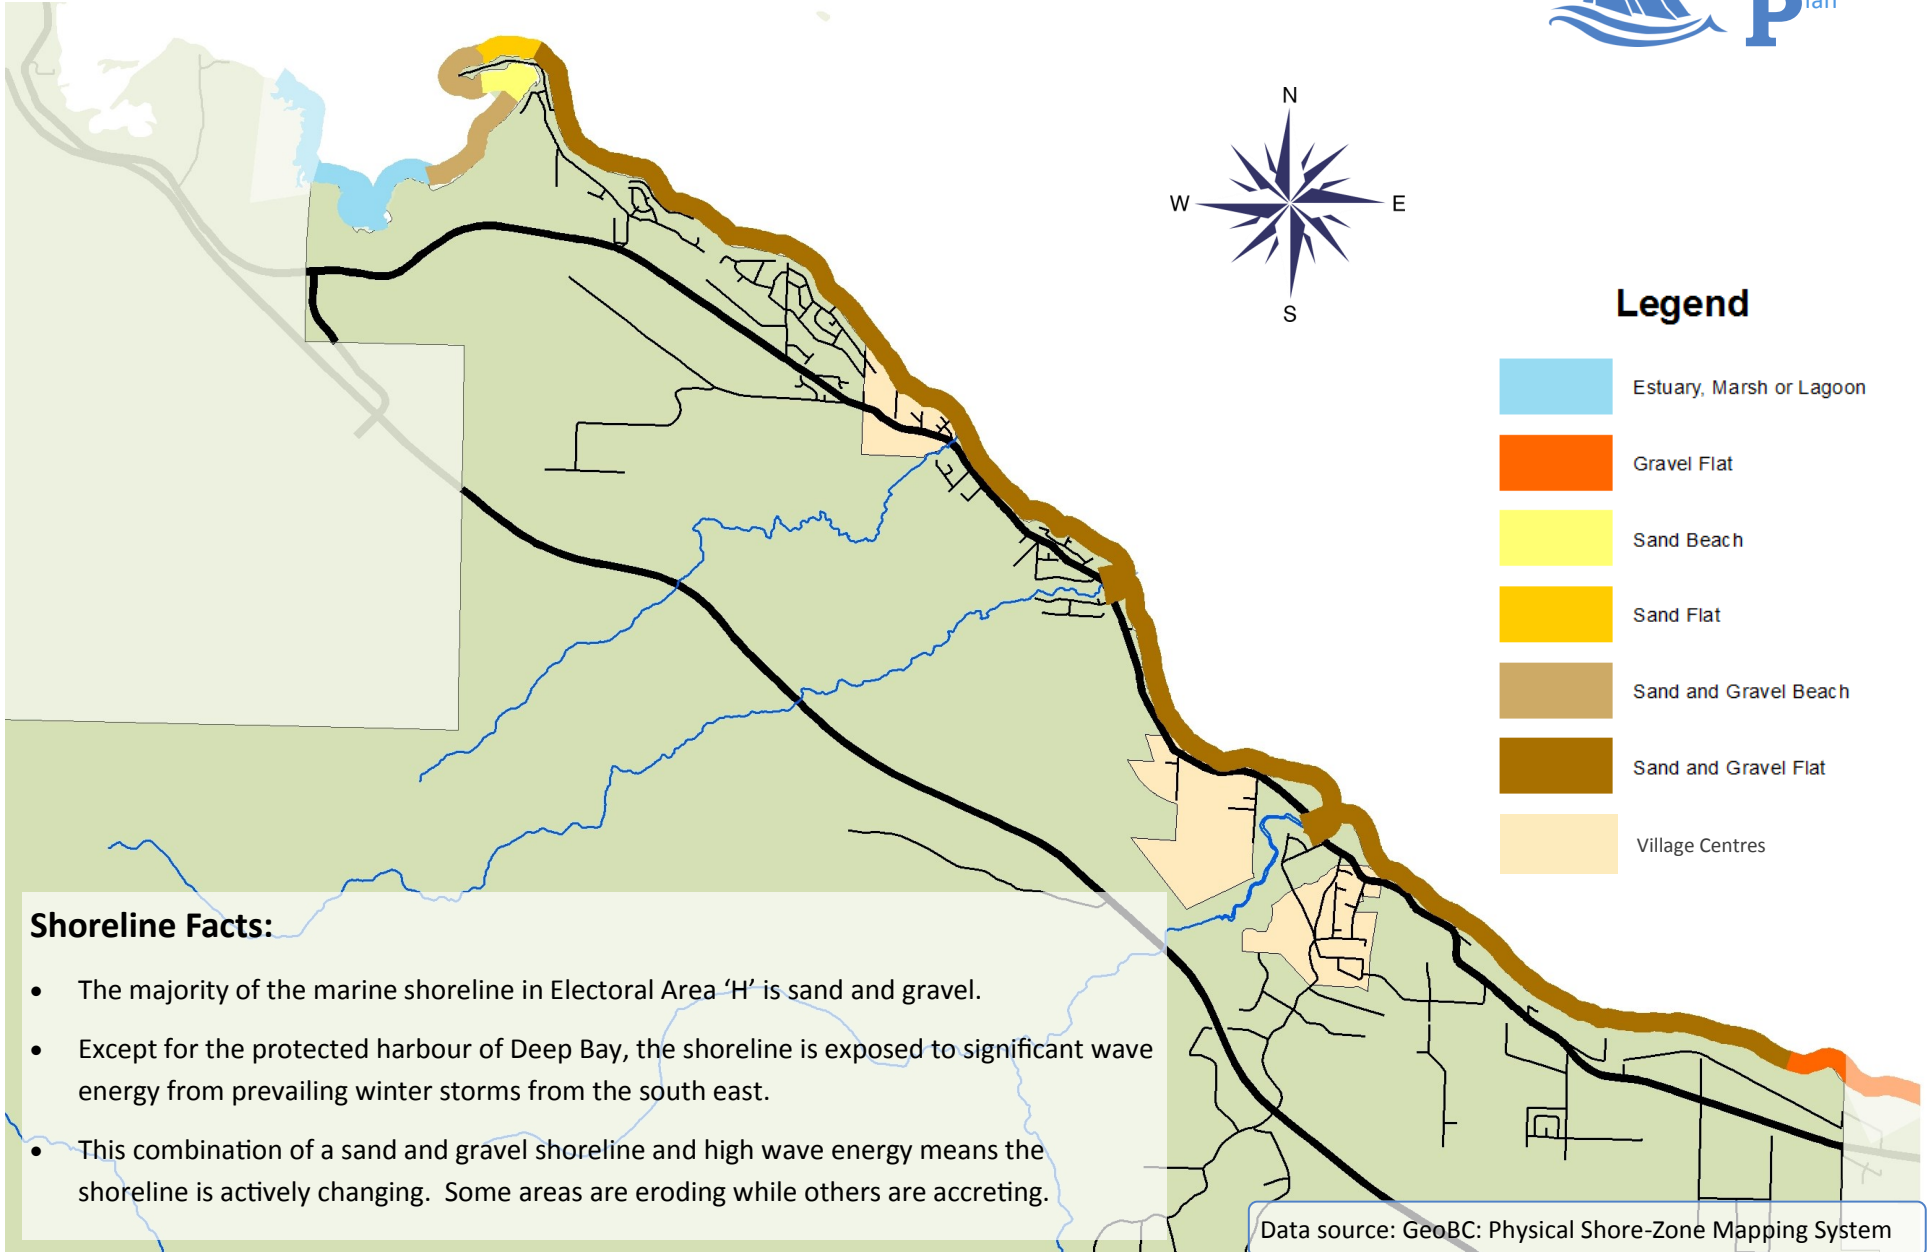 Plan
N
W
E
S
Legend
Estuary, Marsh or Lagoon
Gravel Flat
Sand Beach
Sand Flat
Sand and Gravel Beach
Sand and Gravel Flat
Village Centres
Shoreline Facts:
• The majority of the marine shoreline in Electoral Area ‘H’ is sand and gravel.
• Except for the protected harbour of Deep Bay, the shoreline is exposed to significant wave
energy from prevailing winter storms from the south east.
• This combination of a sand and gravel shoreline and high wave energy means the
shoreline is actively changing.  Some areas are eroding while others are accreting.
Data source: GeoBC: Physical Shore-Zone Mapping System